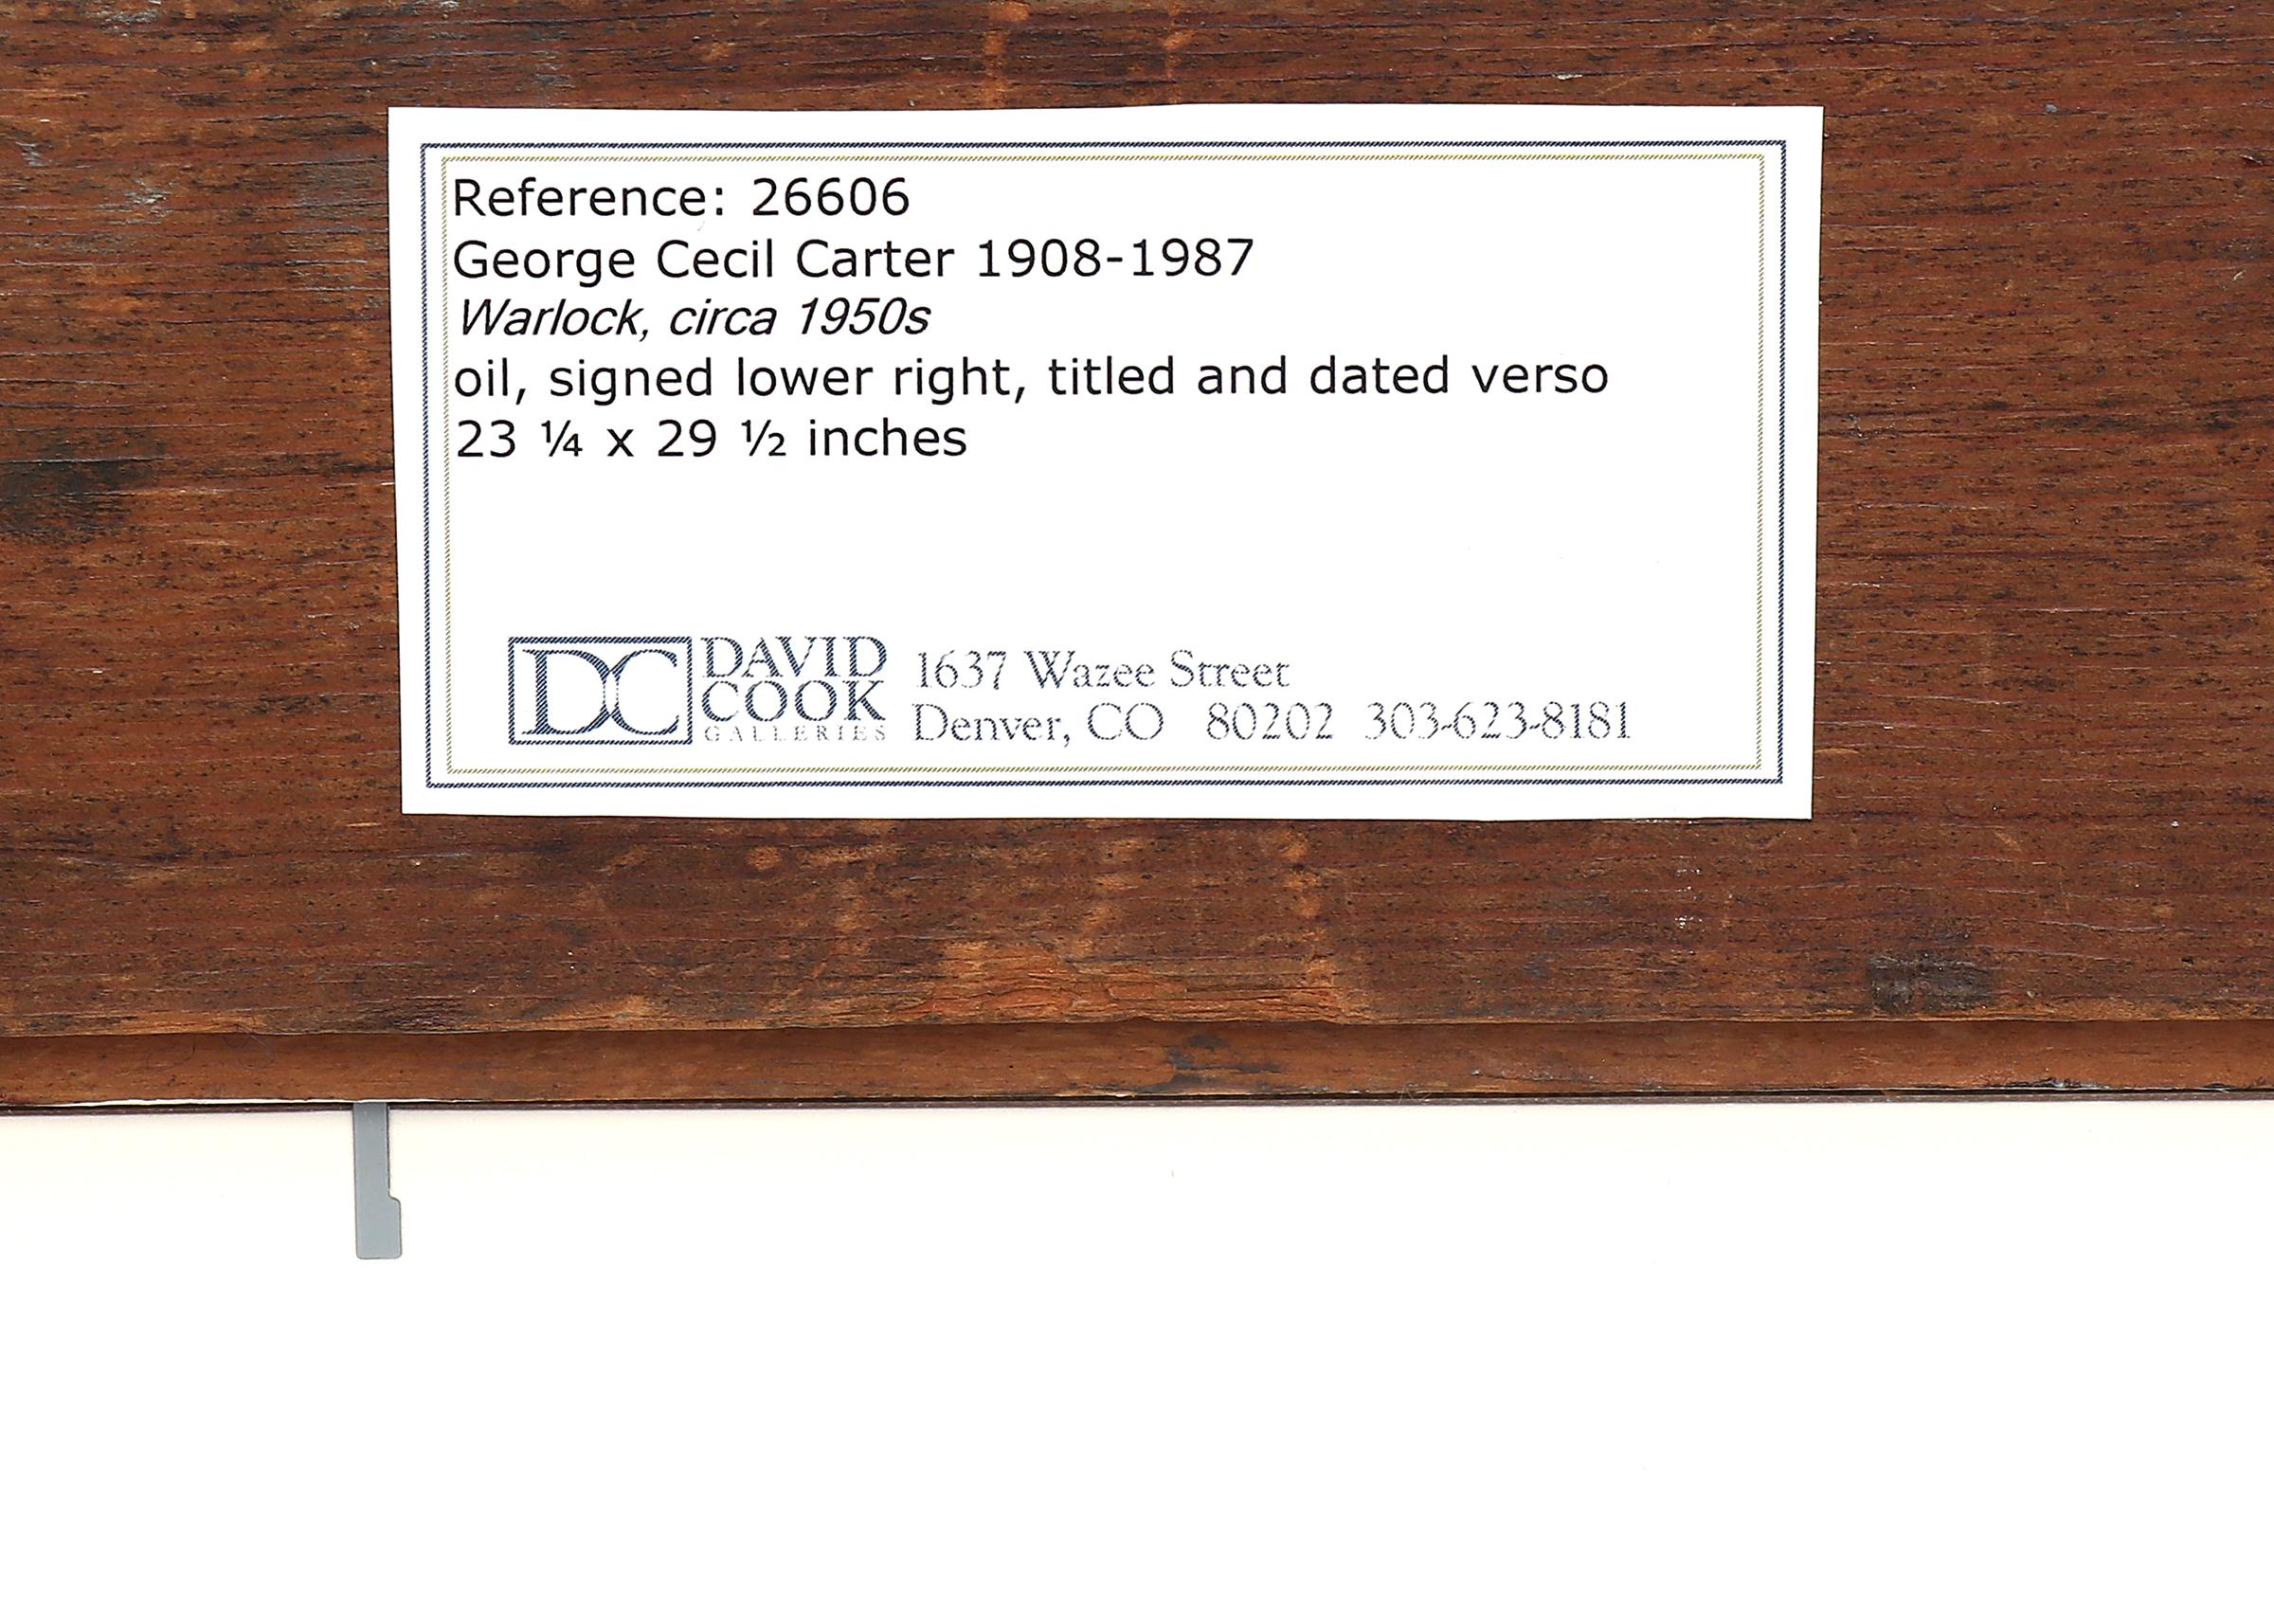 Reference: 26606
George Cecil Carter 1908-1987
Warlock, circa 1950s
oil, signed lower right, titled and dated verso
23 ¼ x 29 ½ inches
DC DAVID COOK GALLERIES
1637 Wazee Street
Denver, CO 80202 303-623-8181